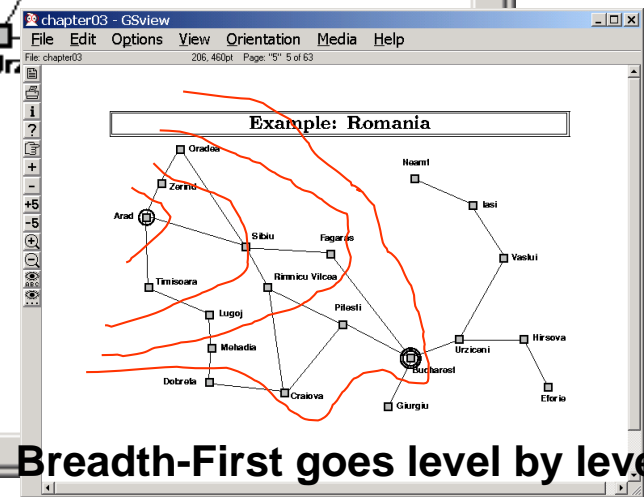 chapter03 - GSview
File Edit Options View Orientation Media Help
File: chapter03 206, 460pt Page: "5" 5 of 63
Example: Romania
Oradea
Neamt
Zerind
Iasi
Arad
Sibiu
Fagaras
Vaslui
Timisoara
Rimnicu Vilcea
Lugoj
Pitesti
Mehadia
Urziceni
Hirsova
Bucharest
Dobreta
Craiova
Eforie
Giurgiu
i
?
+
-
+5
-5
Breadth-First goes level by leve